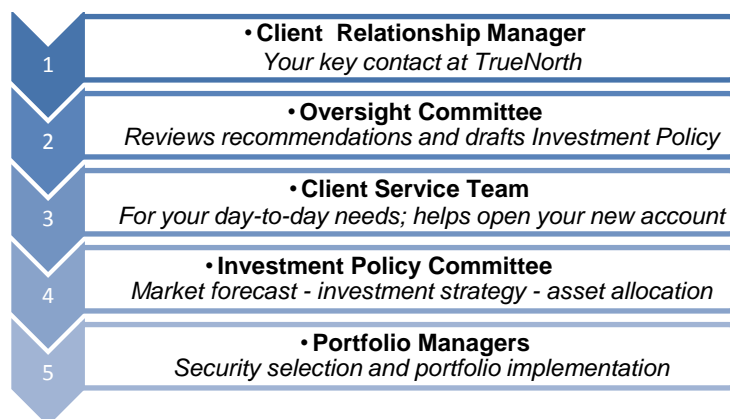 1
• Client Relationship Manager
Your key contact at TrueNorth
2
• Oversight Committee
Reviews recommendations and drafts Investment Policy
3
• Client Service Team
For your day-to-day needs; helps open your new account
4
• Investment Policy Committee
Market forecast - investment strategy - asset allocation
5
• Portfolio Managers
Security selection and portfolio implementation